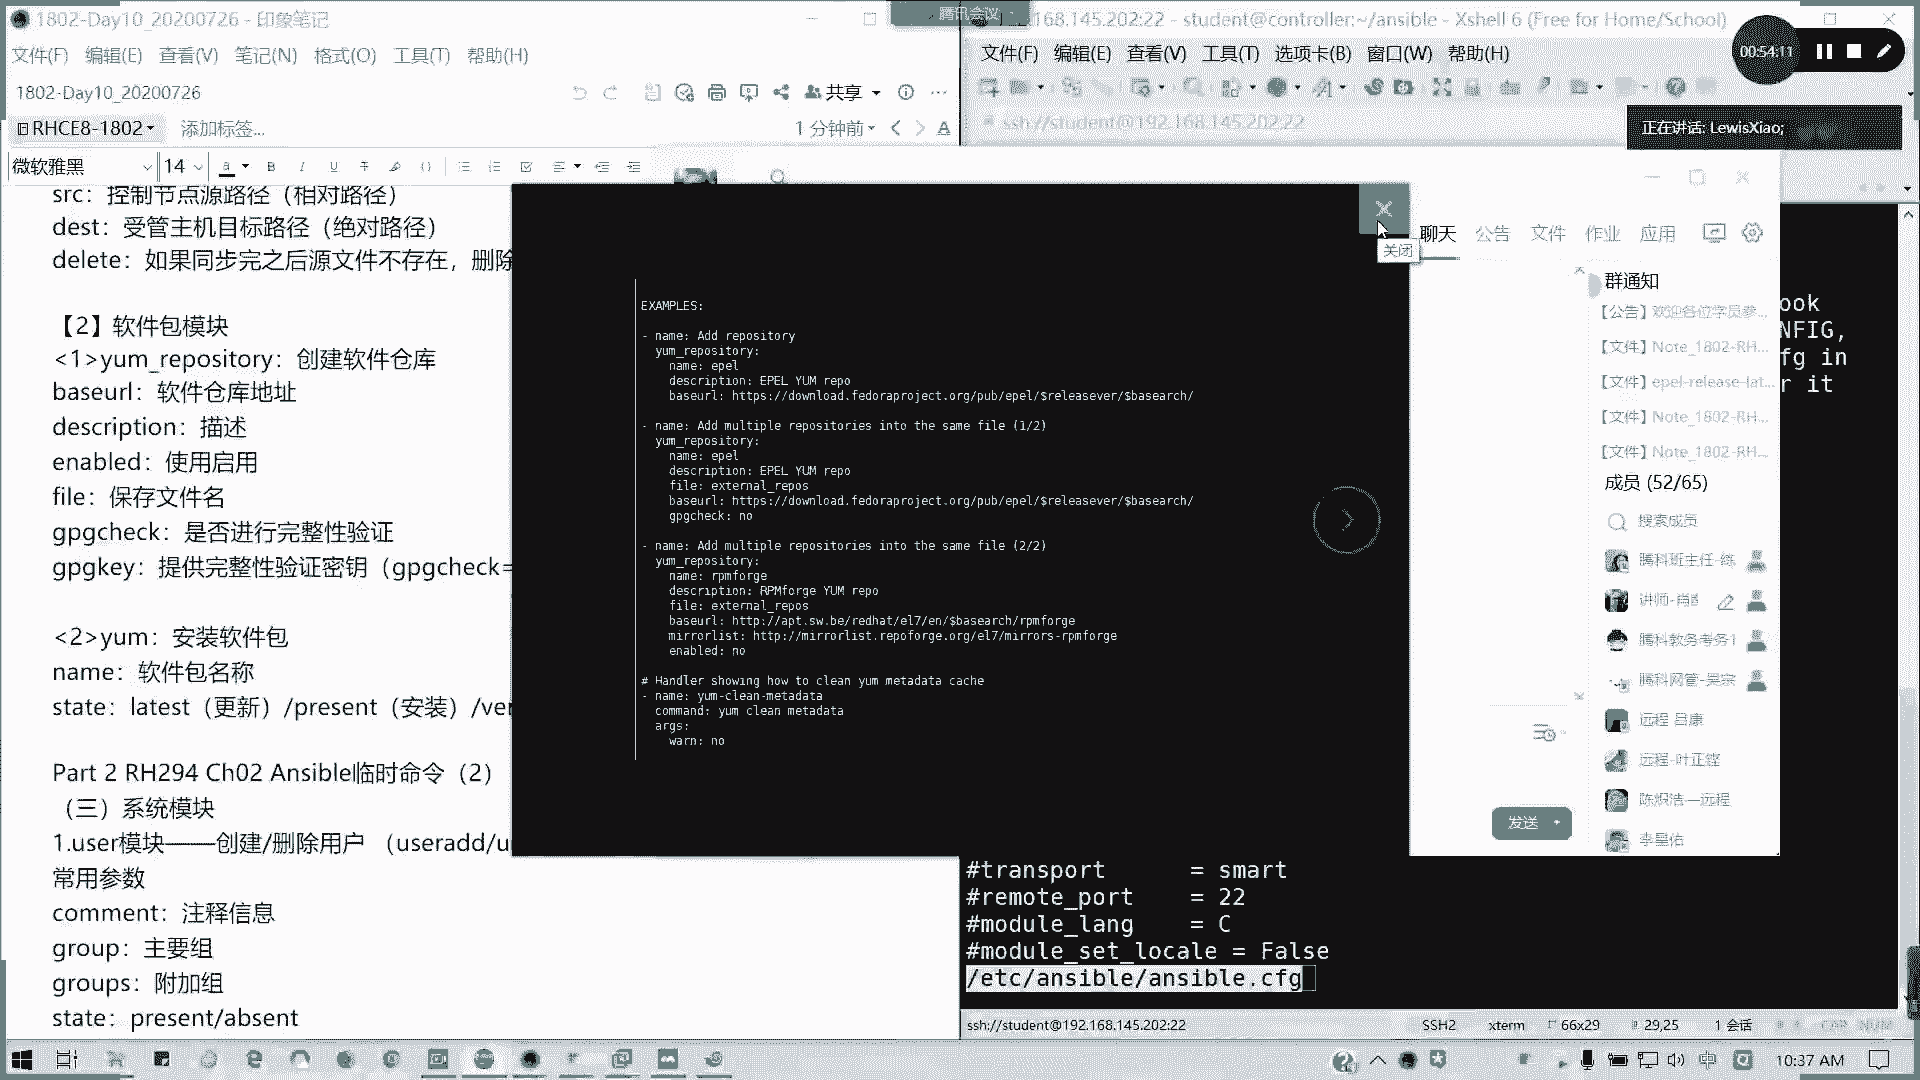 1802-Day10_20200726 - 印象笔记
文件(F) 编辑(E) 查看(V) 笔记(N) 格式(O) 工具(T) 帮助(H)
1802-Day10_20200726
共享
RHCE8-1802 添加标签...
1 分钟前
微软雅黑 14
src：控制节点源路径（相对路径）
dest：受管主机目标路径（绝对路径）
delete：如果同步完之后源文件不存在，删除
【2】软件包模块
<1>yum_repository：创建软件仓库
baseurl：软件仓库地址
description：描述
enabled：使用启用
file：保存文件名
gpgcheck：是否进行完整性验证
gpgkey：提供完整性验证密钥（gpgcheck=
<2>yum：安装软件包
name：软件包名称
state：latest（更新）/present（安装）/ver
Part 2 RH294 Ch02 Ansible临时命令（2）
（三）系统模块
1.user模块——创建/删除用户 （useradd/u
常用参数
comment：注释信息
group：主要组
groups：附加组
state：present/absent
腾讯会议
168.145.202:22 - student@controller:~/ansible - Xshell 6 (Free for Home/School)
文件(F) 编辑(E) 查看(V) 工具(T) 选项卡(B) 窗口(W) 帮助(H)
00:54:11
ssh://student@192.168.145.202:22
正在讲话: LewisXiao;
EXAMPLES:
- name: Add repository
yum_repository:
name: epel
description: EPEL YUM repo
baseurl: https://download.fedoraproject.org/pub/epel/$releasever/$basearch/
- name: Add multiple repositories into the same file (1/2)
yum_repository:
name: epel
description: EPEL YUM repo
file: external_repos
baseurl: https://download.fedoraproject.org/pub/epel/$releasever/$basearch/
gpgcheck: no
- name: Add multiple repositories into the same file (2/2)
yum_repository:
name: rpmforge
description: RPMforge YUM repo
file: external_repos
baseurl: http://apt.sw.be/redhat/el7/en/$basearch/rpmforge
mirrorlist: http://mirrorlist.repoforge.org/el7/mirrors-rpmforge
enabled: no
# Handler showing how to clean yum metadata cache
- name: yum-clean-metadata
command: yum clean metadata
args:
warn: no
关闭
聊天 公告 文件 作业 应用
群通知
【公告】欢迎各位学员参...
【文件】Note_1802-RH...
【文件】epel-release-lat...
【文件】Note_1802-RH...
【文件】Note_1802-RH...
成员 (52/65)
搜索成员
腾科班主任-
讲师-肖
腾科教务考务1
腾科网管-吴宗
远程 吕康
远程-叶正铿
陈炽洁—远程
李星佑
发送
ook
NFIG,
fg in
r it
#transport = smart
#remote_port = 22
#module_lang = C
#module_set_locale = False
/etc/ansible/ansible.cfg
ssh://student@192.168.145.202:22 SSH2 xterm 66x29 29,25 1 会话 CAP NUM
中 10:37 AM